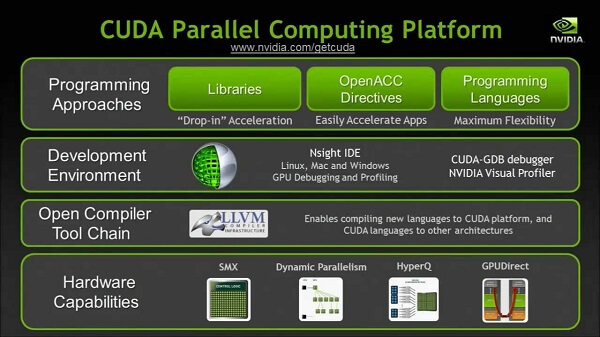 CUDA Parallel Computing Platform
www.nvidia.com/getcuda
NVIDIA.
Programming Approaches
Libraries
"Drop-in" Acceleration
OpenACC Directives
Easily Accelerate Apps
Programming Languages
Maximum Flexibility
Development Environment
Nsight IDE
Linux, Mac and Windows
GPU Debugging and Profiling
CUDA-GDB debugger
NVIDIA Visual Profiler
Open Compiler Tool Chain
LLVM
COMPILER
INFRASTRUCTURE
Enables compiling new languages to CUDA platform, and
CUDA languages to other architectures
Hardware Capabilities
SMX
CONTROL LOGIC
Dynamic Parallelism
HyperQ
GPUDirect